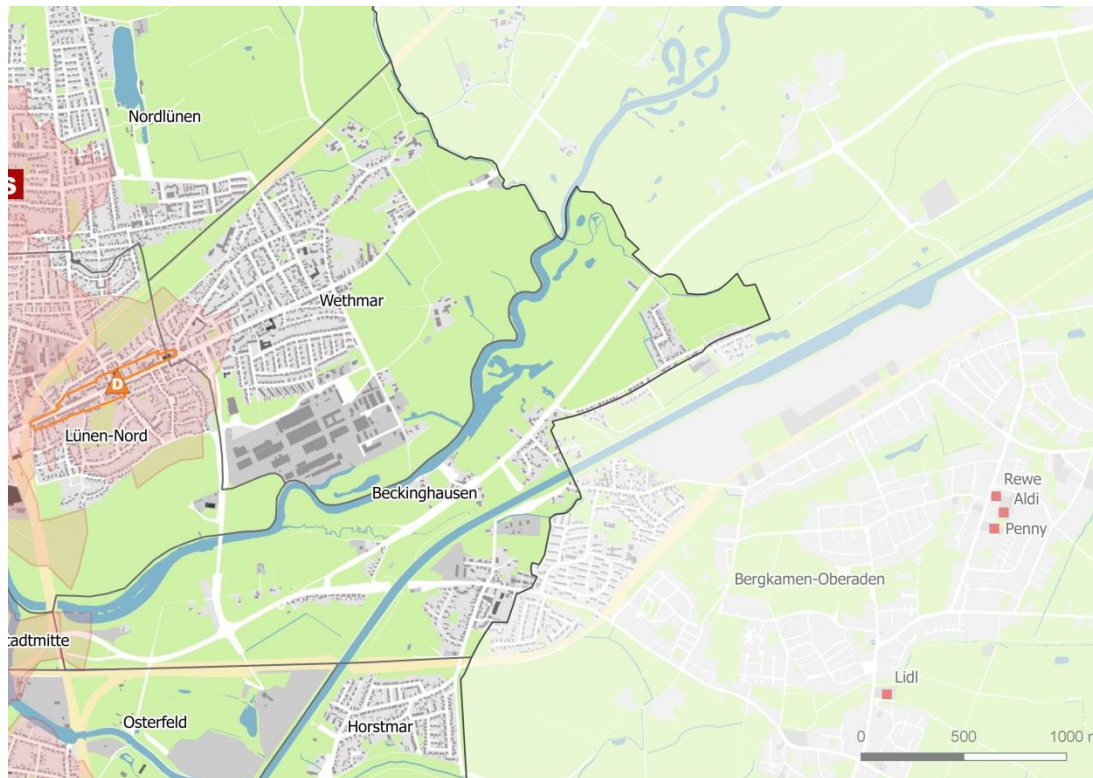 Nordlünen
S
Wethmar
D
Lünen-Nord
Beckinghausen
Rewe
Aldi
Penny
Bergkamen-Oberaden
tadtmitte
Lidl
Osterfeld
Horstmar
0 500 1000 m